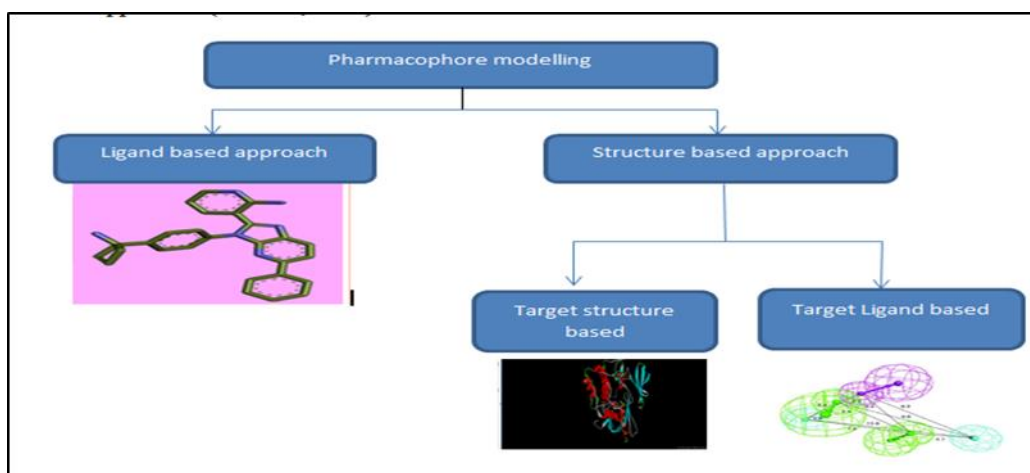 Pharmacophore modelling
Ligand based approach
Structure based approach
Target structure
based
Target Ligand based